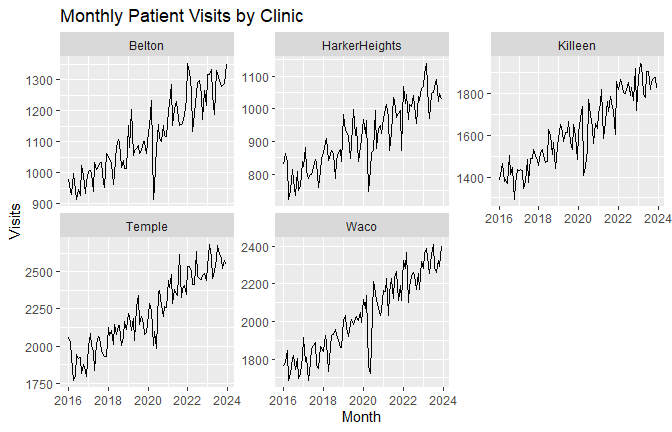 Monthly Patient Visits by Clinic
Belton
HarkerHeights
Killeen
1300
1200
1100
1000
900
1100
1000
900
800
1800
1600
1400
2016 2018 2020 2022 2024
Temple
Waco
2500
2250
2000
1750
2400
2200
2000
1800
2016 2018 2020 2022 2024
2016 2018 2020 2022 2024
Visits
Month